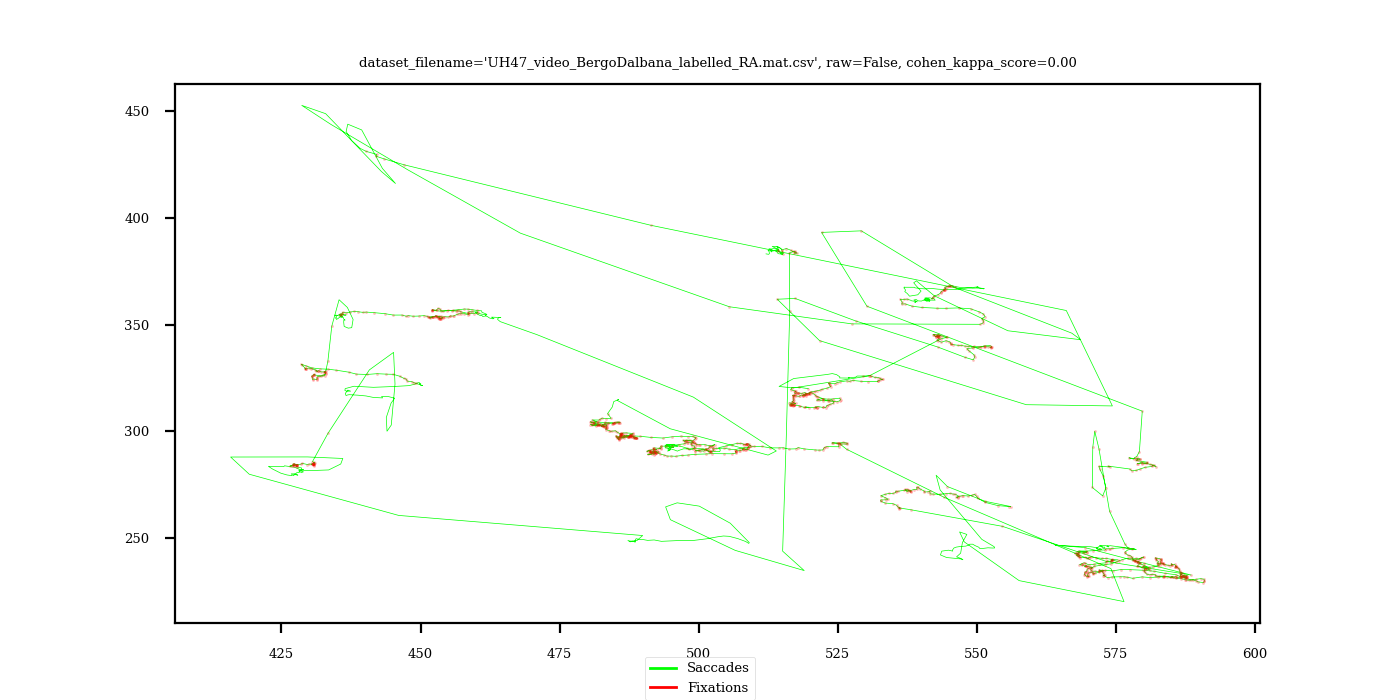 dataset_filename='UH47_video_BergoDalbana_labelled_RA.mat.csv', raw=False, cohen_kappa_score=0.00
450
400
350
300
250
425 450 475 500 525 550 575 600
Saccades
Fixations